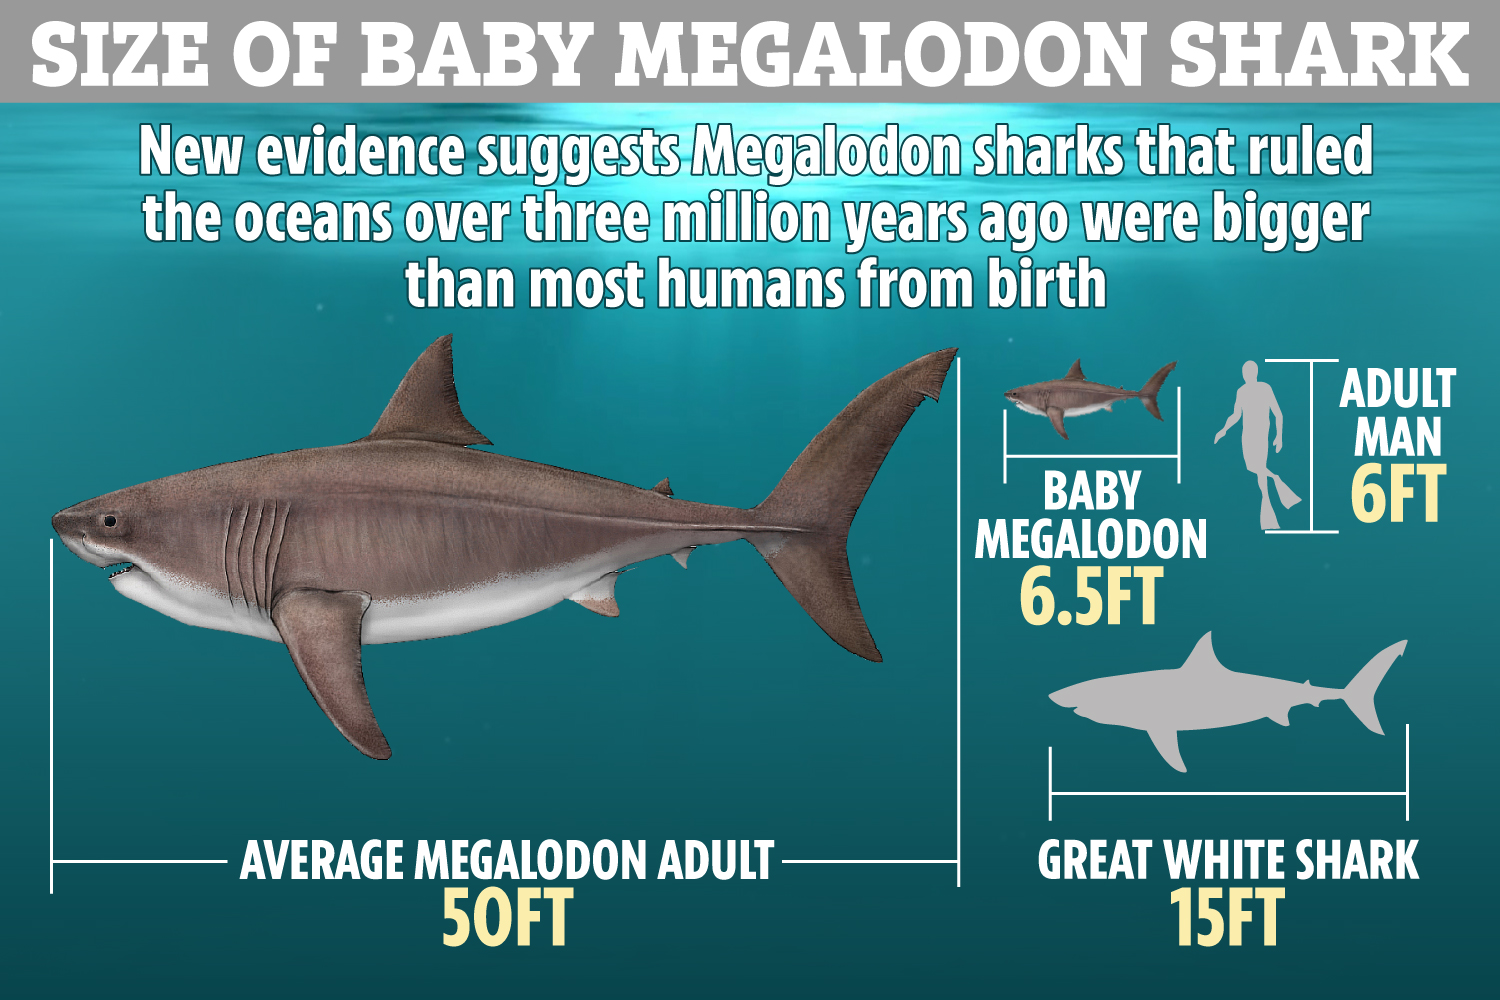 SIZE OF BABY MEGALODON SHARK
New evidence suggests Megalodon sharks that ruled
the oceans over three million years ago were bigger
than most humans from birth
ADULT
MAN
6FT
BABY
MEGALODON
6.5FT
AVERAGE MEGALODON ADULT
50FT
GREAT WHITE SHARK
15FT